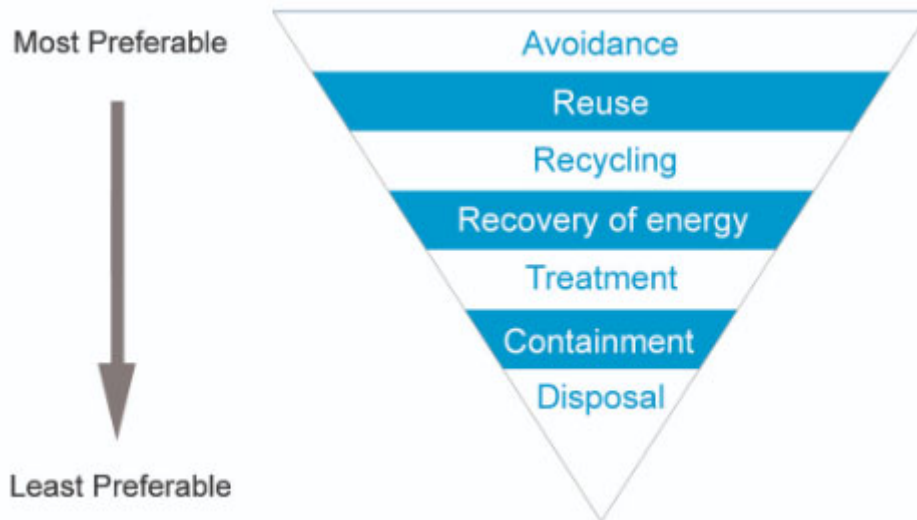 Most Preferable
Avoidance
Reuse
Recycling
Recovery of energy
Treatment
Containment
Disposal
Least Preferable